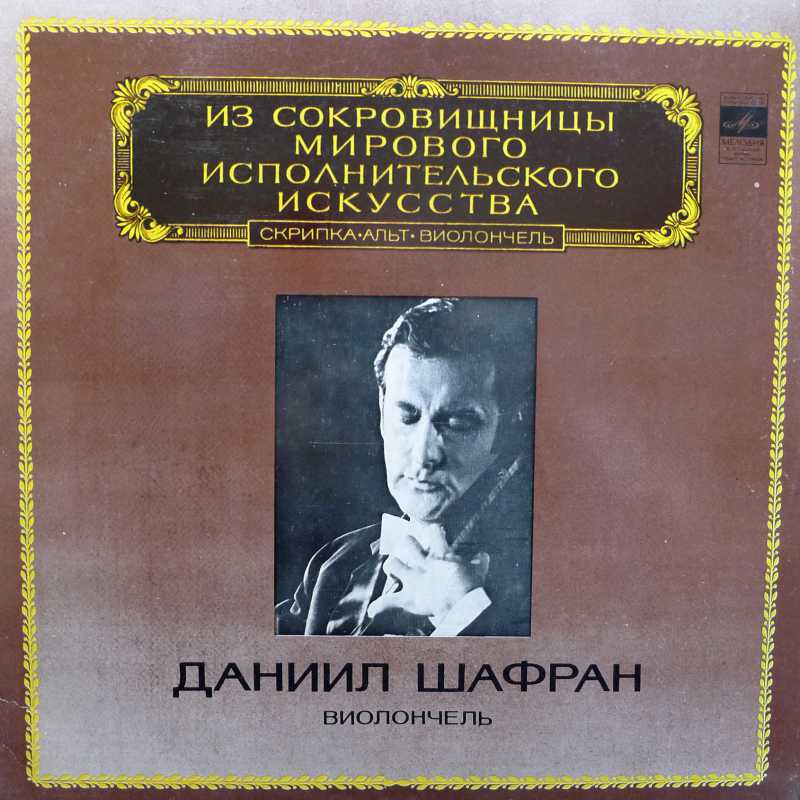 ИЗ СОКРОВИЩНИЦЫ
МИРОВОГО
ИСПОЛНИТЕЛЬСКОГО
ИСКУССТВА
СКРИПКА•АЛЬТ•ВИОЛОНЧЕЛЬ
МЕЛОДИЯ
ДАНИИЛ ШАФРАН
ВИОЛОНЧЕЛЬ